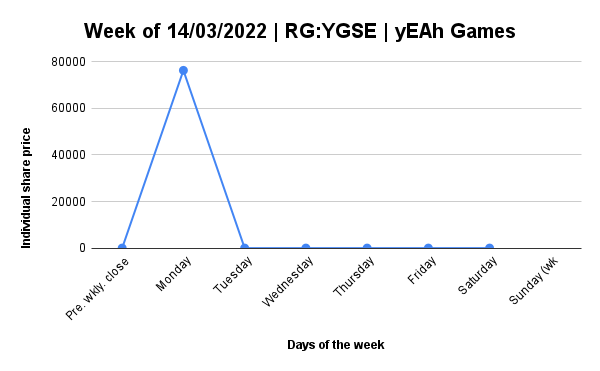 Week of 14/03/2022 | RG:YGSE | yEAh Games
Individual share price
80000
60000
40000
20000
0
Pre. wkly. close
Monday
Tuesday
Wednesday
Thursday
Friday
Saturday
Sunday (wk
Days of the week